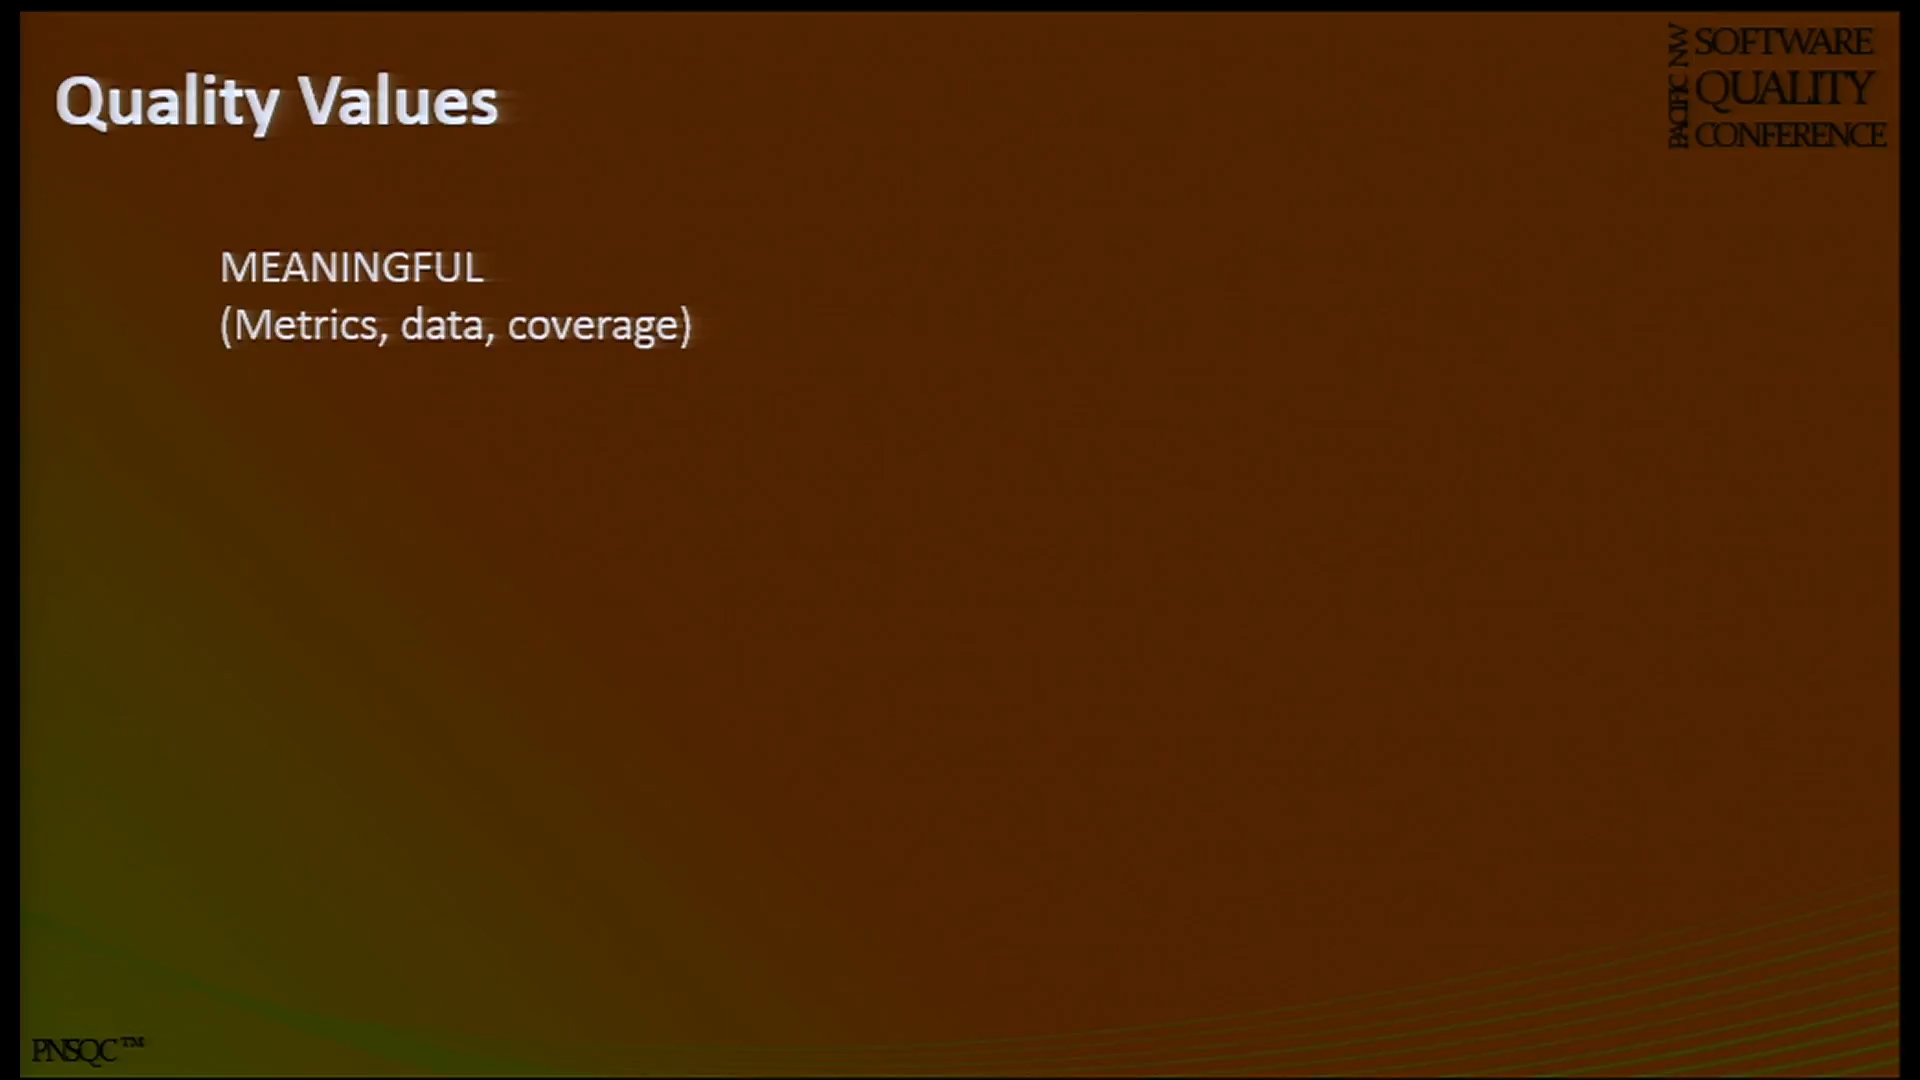 Quality Values
PACIFIC NW
SOFTWARE
QUALITY
CONFERENCE
MEANINGFUL
(Metrics, data, coverage)
PNSQC™